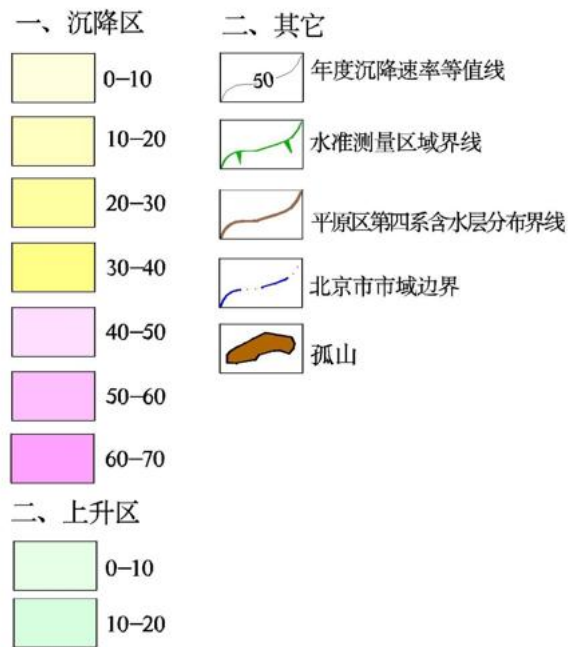 一、沉降区
0-10
10-20
20-30
30-40
40-50
50-60
60-70
二、上升区
0-10
10-20
二、其它
50
年度沉降速率等值线
水准测量区域界线
平原区第四系含水层分布界线
北京市市域边界
孤山